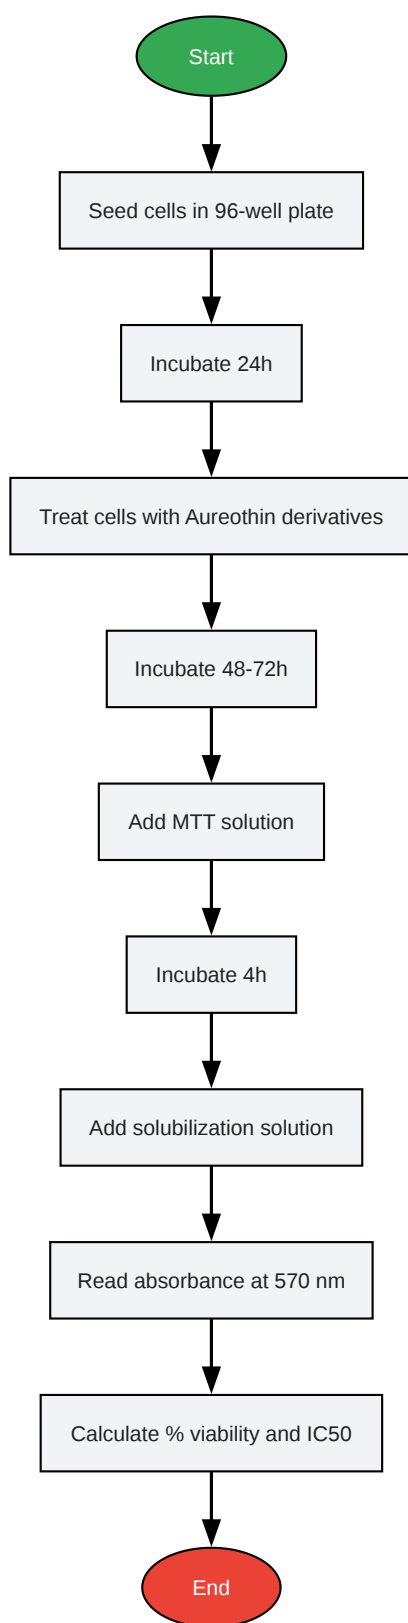 Start
Seed cells in 96-well plate
Incubate 24h
Treat cells with Aureothin derivatives
Incubate 48-72h
Add MTT solution
Incubate 4h
Add solubilization solution
Read absorbance at 570 nm
Calculate % viability and IC50
End